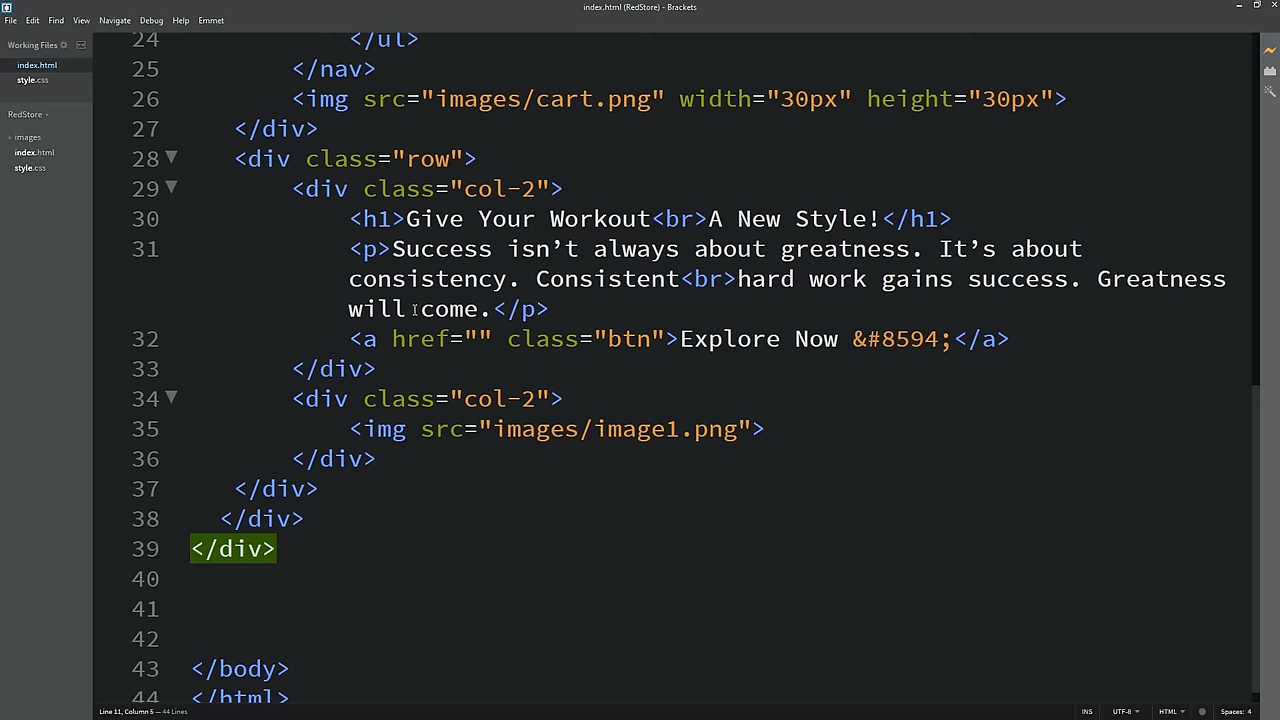 index.html (RedStore) - Brackets
File Edit Find View Navigate Debug Help Emmet
Working Files
index.html
style.css
RedStore
images
index.html
style.css
24 </ul>
25 </nav>
26 <img src="images/cart.png" width="30px" height="30px">
27 </div>
28 <div class="row">
29 <div class="col-2">
30 <h1>Give Your Workout<br>A New Style!</h1>
31 <p>Success isn’t always about greatness. It’s about
consistency. Consistent<br>hard work gains success. Greatness
will come.</p>
32 <a href="" class="btn">Explore Now &#8594;</a>
33 </div>
34 <div class="col-2">
35 <img src="images/image1.png">
36 </div>
37 </div>
38 </div>
39 </div>
40
41
42
43 </body>
44 </html>
Line 11, Column 5 — 44 Lines
INS UTF-8 HTML Spaces: 4